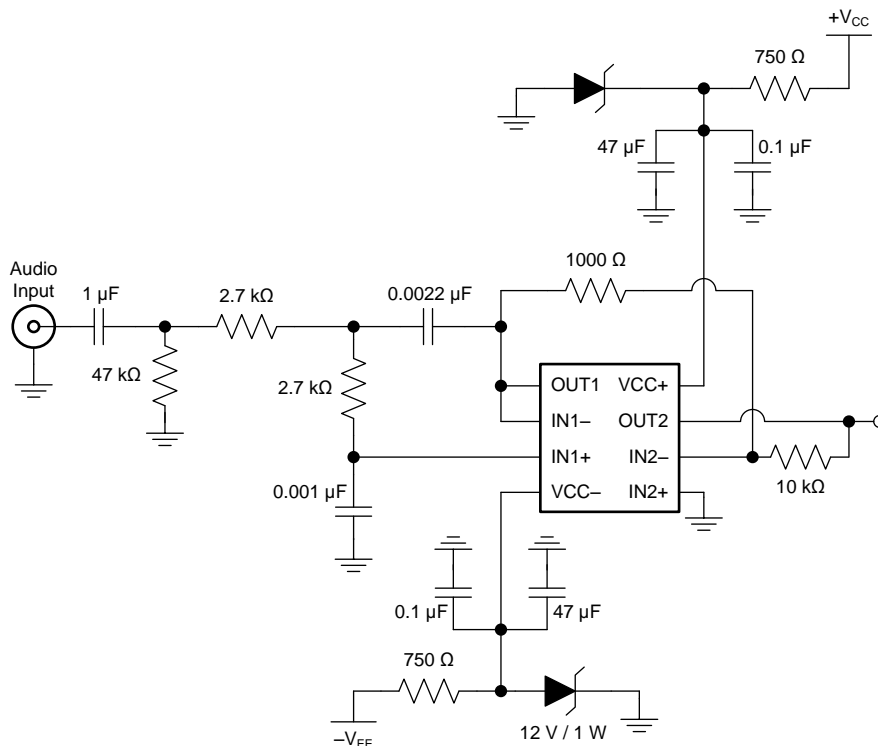 +VCC
750 Ω
47 µF
0.1 µF
Audio
Input
1 µF
2.7 kΩ
0.0022 µF
1000 Ω
47 kΩ
2.7 kΩ
OUT1
VCC+
IN1–
OUT2
IN1+
IN2–
VCC–
IN2+
10 kΩ
0.001 µF
0.1 µF
47 µF
750 Ω
–VEE
12 V / 1 W